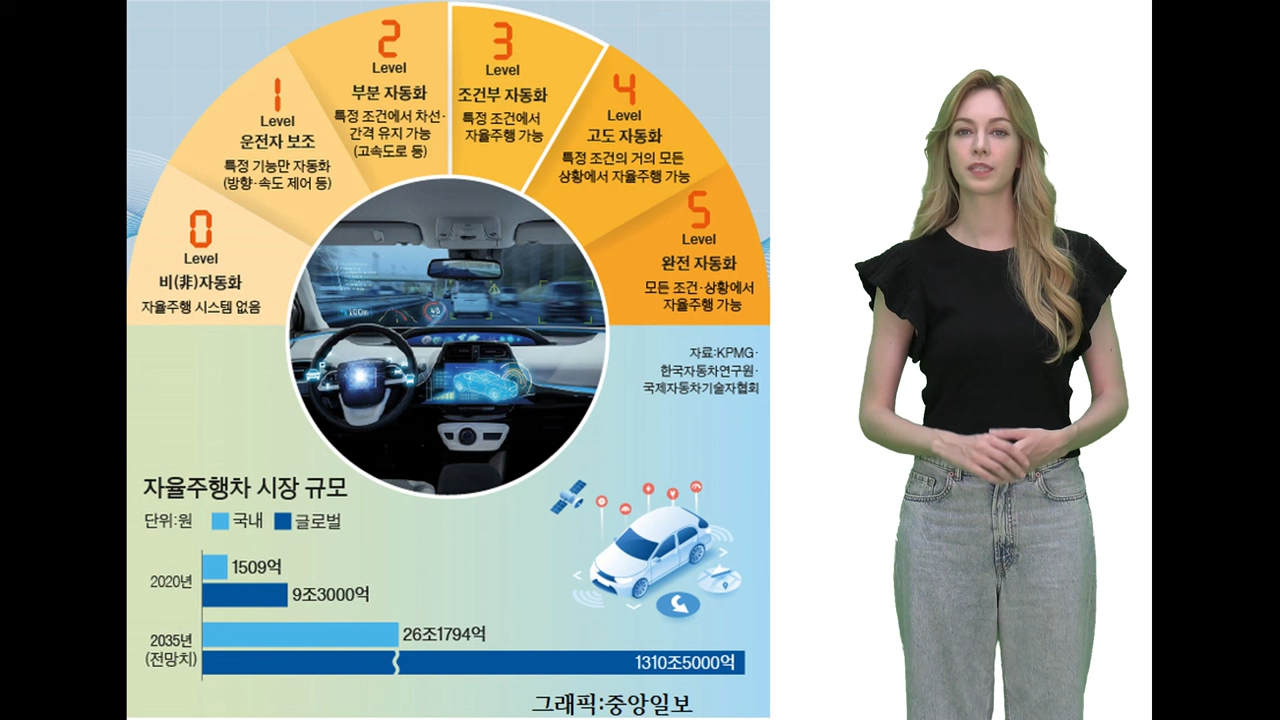 0
Level
비(非)자동화
자율주행 시스템 없음
1
Level
운전자 보조
특정 기능만 자동화
(방향·속도 제어 등)
2
Level
부분 자동화
특정 조건에서 차선·
간격 유지 가능
(고속도로 등)
3
Level
조건부 자동화
특정 조건에서
자율주행 가능
4
Level
고도 자동화
특정 조건의 거의 모든
상황에서 자율주행 가능
5
Level
완전 자동화
모든 조건·상황에서
자율주행 가능
자료:KPMG·
한국자동차연구원·
국제자동차기술자협회
자율주행차 시장 규모
단위:원 국내 글로벌
2020년
1509억
9조3000억
2035년
(전망치)
26조1794억
1310조5000억
그래픽:중앙일보